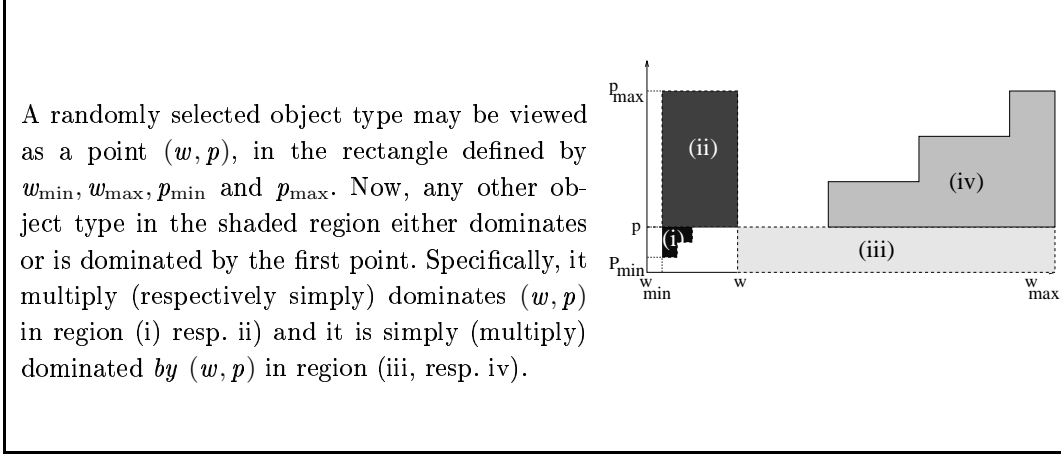 A randomly selected object type may be viewed
as a point (w, p), in the rectangle defined by
w_min, w_max, p_min and p_max. Now, any other ob-
ject type in the shaded region either dominates
or is dominated by the first point. Specifically, it
multiply (respectively simply) dominates (w, p)
in region (i) resp. ii) and it is simply (multiply)
dominated by (w, p) in region (iii, resp. iv).
p_max
(ii)
(iv)
p
(i)
(iii)
P_min
w_min
w
w_max